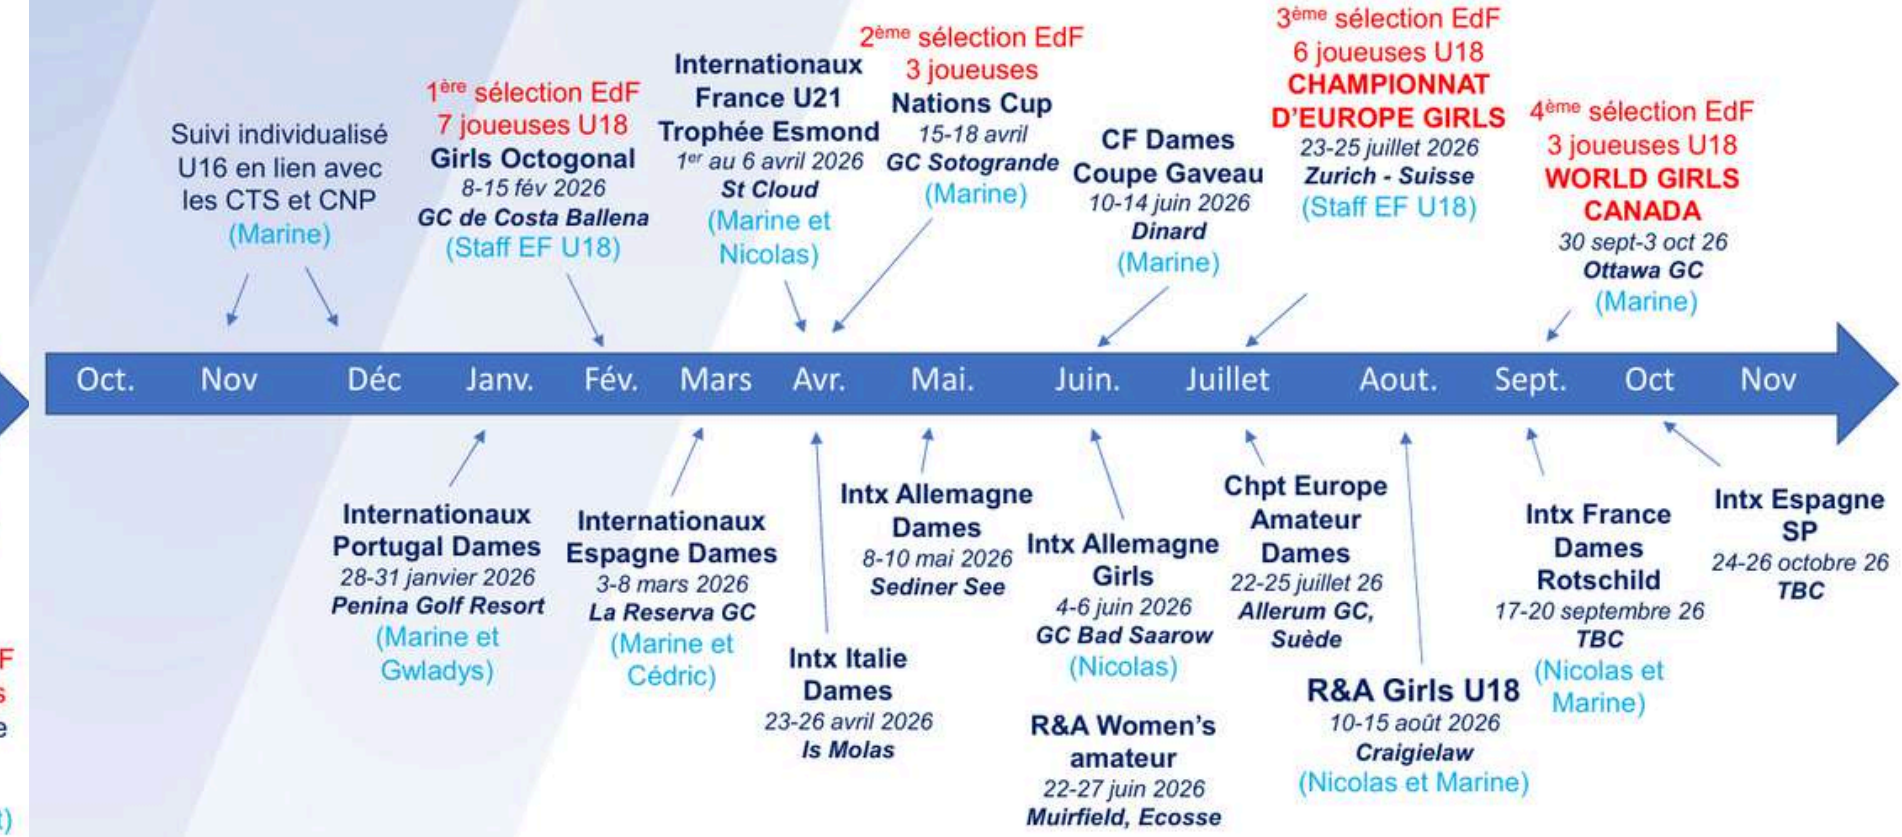 Suivi individualisé
U16 en lien avec
les CTS et CNP
(Marine)
1ère sélection EdF
7 joueuses U18
Girls Octogonal
8-15 fév 2026
GC de Costa Ballena
(Staff EF U18)
Internationaux
France U21
Trophée Esmond
1er au 6 avril 2026
St Cloud
(Marine et
Nicolas)
2ème sélection EdF
3 joueuses
Nations Cup
15-18 avril
GC Sotogrande
(Marine)
CF Dames
Coupe Gaveau
10-14 juin 2026
Dinard
(Marine)
3ème sélection EdF
6 joueuses U18
CHAMPIONNAT
D'EUROPE GIRLS
23-25 juillet 2026
Zurich - Suisse
(Staff EF U18)
4ème sélection EdF
3 joueuses U18
WORLD GIRLS
CANADA
30 sept-3 oct 26
Ottawa GC
(Marine)
Oct. Nov Déc Janv. Fév. Mars Avr. Mai. Juin. Juillet Aout. Sept. Oct Nov
Internationaux
Portugal Dames
28-31 janvier 2026
Penina Golf Resort
(Marine et
Gwladys)
Internationaux
Espagne Dames
3-8 mars 2026
La Reserva GC
(Marine et
Cédric)
Intx Italie
Dames
23-26 avril 2026
Is Molas
Intx Allemagne
Dames
8-10 mai 2026
Sediner See
Intx Allemagne
Girls
4-6 juin 2026
GC Bad Saarow
(Nicolas)
R&A Women's
amateur
22-27 juin 2026
Muirfield, Ecosse
Chpt Europe
Amateur
Dames
22-25 juillet 26
Allerum GC,
Suède
R&A Girls U18
10-15 août 2026
Craigielaw
(Nicolas et Marine)
Intx France
Dames
Rotschild
17-20 septembre 26
TBC
(Nicolas et
Marine)
Intx Espagne
SP
24-26 octobre 26
TBC
F
s
e
t)